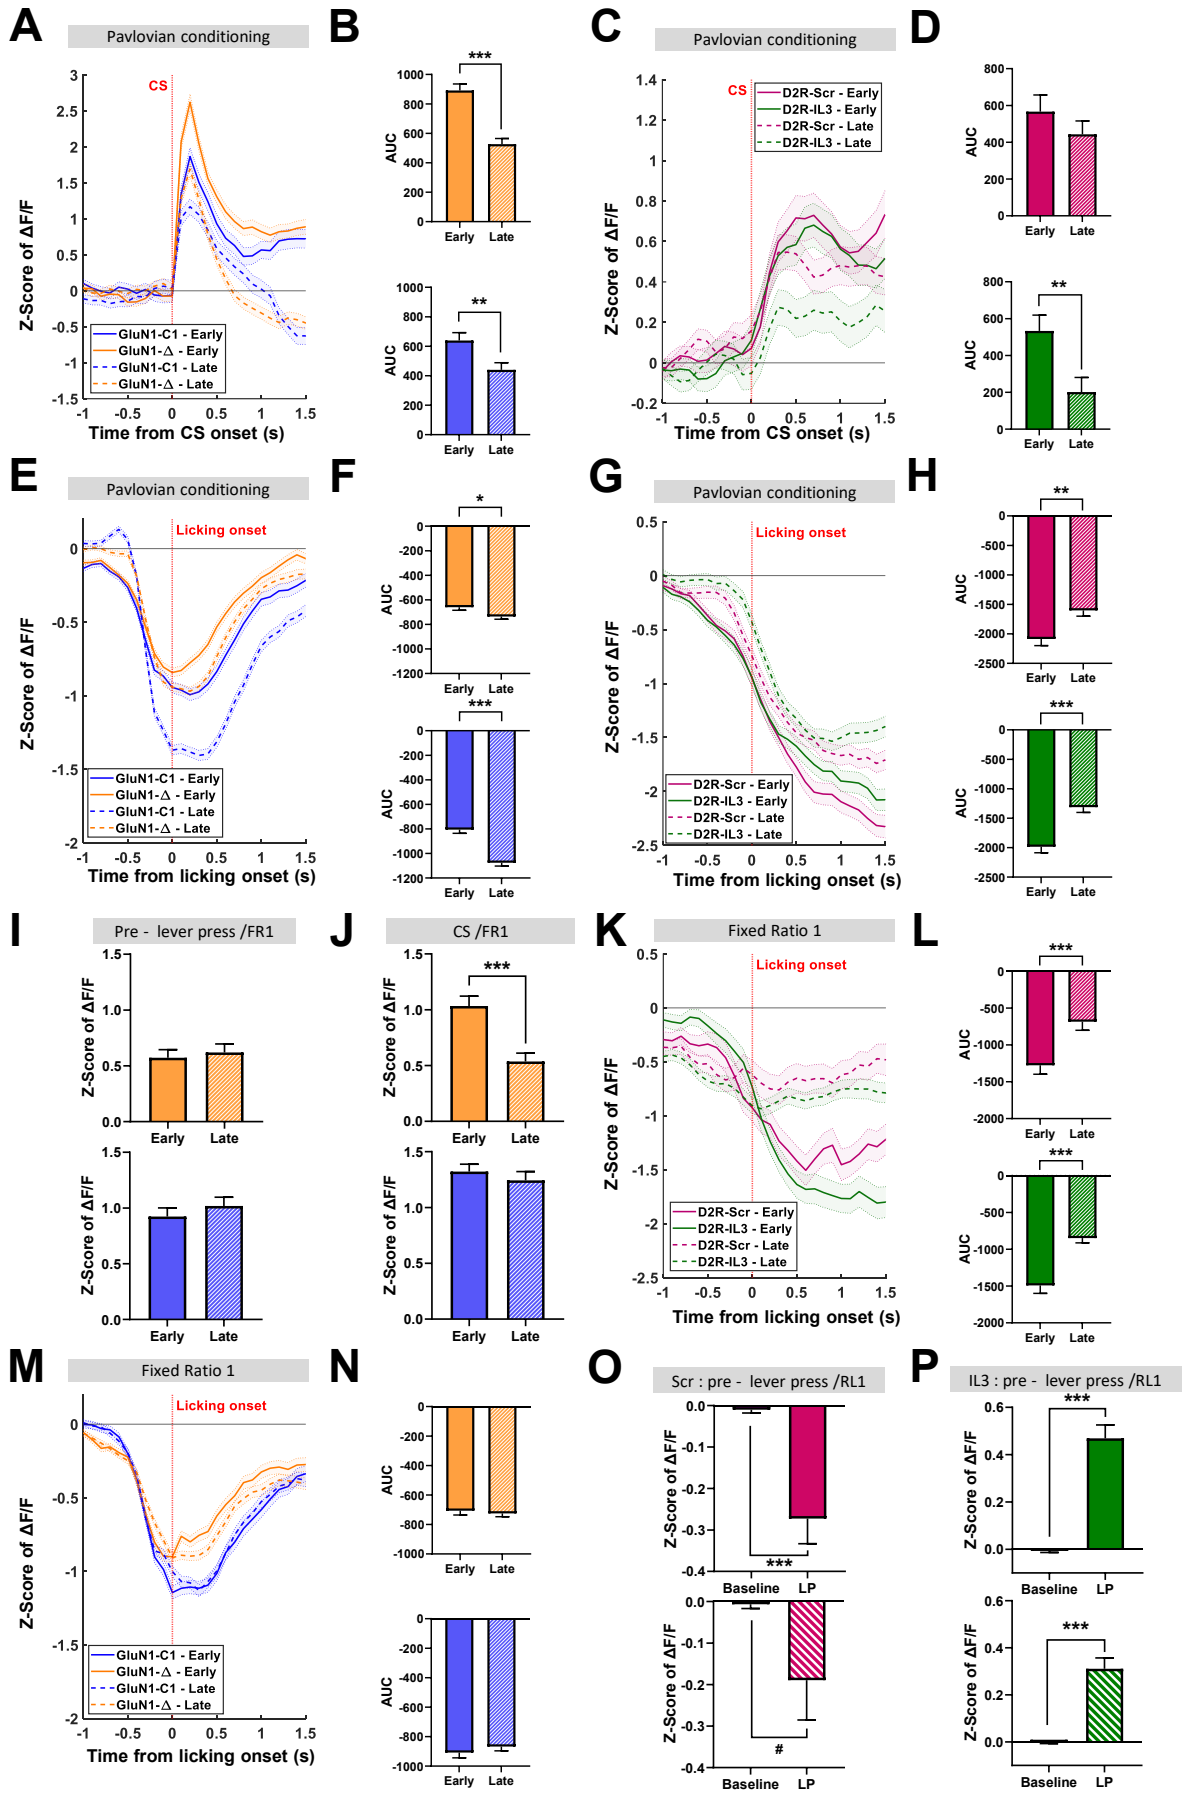 A
Pavlovian conditioning
CS
3
2.5
2
1.5
1
0.5
0
-0.5
-1
-1.5
Z-Score of ΔF/F
GluN1-C1 - Early
GluN1-Δ - Early
GluN1-C1 - Late
GluN1-Δ - Late
-1 -0.5 0 0.5 1 1.5
Time from CS onset (s)
B
***
1000
800
600
400
200
0
AUC
Early Late
**
1000
800
600
400
200
0
AUC
Early Late
C
Pavlovian conditioning
CS
D2R-Scr - Early
D2R-IL3 - Early
D2R-Scr - Late
D2R-IL3 - Late
1.4
1.2
1
0.8
0.6
0.4
0.2
0
-0.2
Z-Score of ΔF/F
-1 -0.5 0 0.5 1 1.5
Time from CS onset (s)
D
800
600
400
200
0
AUC
Early Late
**
800
600
400
200
0
AUC
Early Late
E
Pavlovian conditioning
Licking onset
0
-0.5
-1
-1.5
-2
Z-Score of ΔF/F
GluN1-C1 - Early
GluN1-Δ - Early
GluN1-C1 - Late
GluN1-Δ - Late
-1 -0.5 0 0.5 1 1.5
Time from licking onset (s)
F
*
0
-200
-400
-600
-800
-1000
-1200
AUC
Early Late
***
0
-200
-400
-600
-800
-1000
-1200
AUC
Early Late
G
Pavlovian conditioning
Licking onset
0.5
0
-0.5
-1
-1.5
-2
-2.5
Z-Score of ΔF/F
D2R-Scr - Early
D2R-IL3 - Early
D2R-Scr - Late
D2R-IL3 - Late
-1 -0.5 0 0.5 1 1.5
Time from licking onset (s)
H
**
0
-500
-1000
-1500
-2000
-2500
AUC
Early Late
***
0
-500
-1000
-1500
-2000
-2500
AUC
Early Late
I
Pre - lever press /FR1
1.5
1.0
0.5
0.0
Z-Score of ΔF/F
Early Late
1.5
1.0
0.5
0.0
Z-Score of ΔF/F
Early Late
J
CS /FR1
***
1.5
1.0
0.5
0.0
Z-Score of ΔF/F
Early Late
1.5
1.0
0.5
0.0
Z-Score of ΔF/F
Early Late
K
Fixed Ratio 1
Licking onset
0.5
0
-0.5
-1
-1.5
-2
-2.5
Z-Score of ΔF/F
D2R-Scr - Early
D2R-IL3 - Early
D2R-Scr - Late
D2R-IL3 - Late
-1 -0.5 0 0.5 1 1.5
Time from licking onset (s)
L
***
0
-500
-1000
-1500
-2000
AUC
Early Late
***
0
-500
-1000
-1500
-2000
AUC
Early Late
M
Fixed Ratio 1
Licking onset
0
-0.5
-1
-1.5
-2
Z-Score of ΔF/F
GluN1-C1 - Early
GluN1-Δ - Early
GluN1-C1 - Late
GluN1-Δ - Late
-1 -0.5 0 0.5 1 1.5
Time from licking onset (s)
N
0
-200
-400
-600
-800
-1000
AUC
Early Late
0
-200
-400
-600
-800
-1000
AUC
Early Late
O
Scr : pre - lever press /RL1
0.0
-0.1
-0.2
-0.3
-0.4
Z-Score of ΔF/F
***
Baseline LP
0.0
-0.1
-0.2
-0.3
-0.4
Z-Score of ΔF/F
#
Baseline LP
P
IL3 : pre - lever press /RL1
***
0.6
0.4
0.2
0.0
Z-Score of ΔF/F
Baseline LP
***
0.6
0.4
0.2
0.0
Z-Score of ΔF/F
Baseline LP